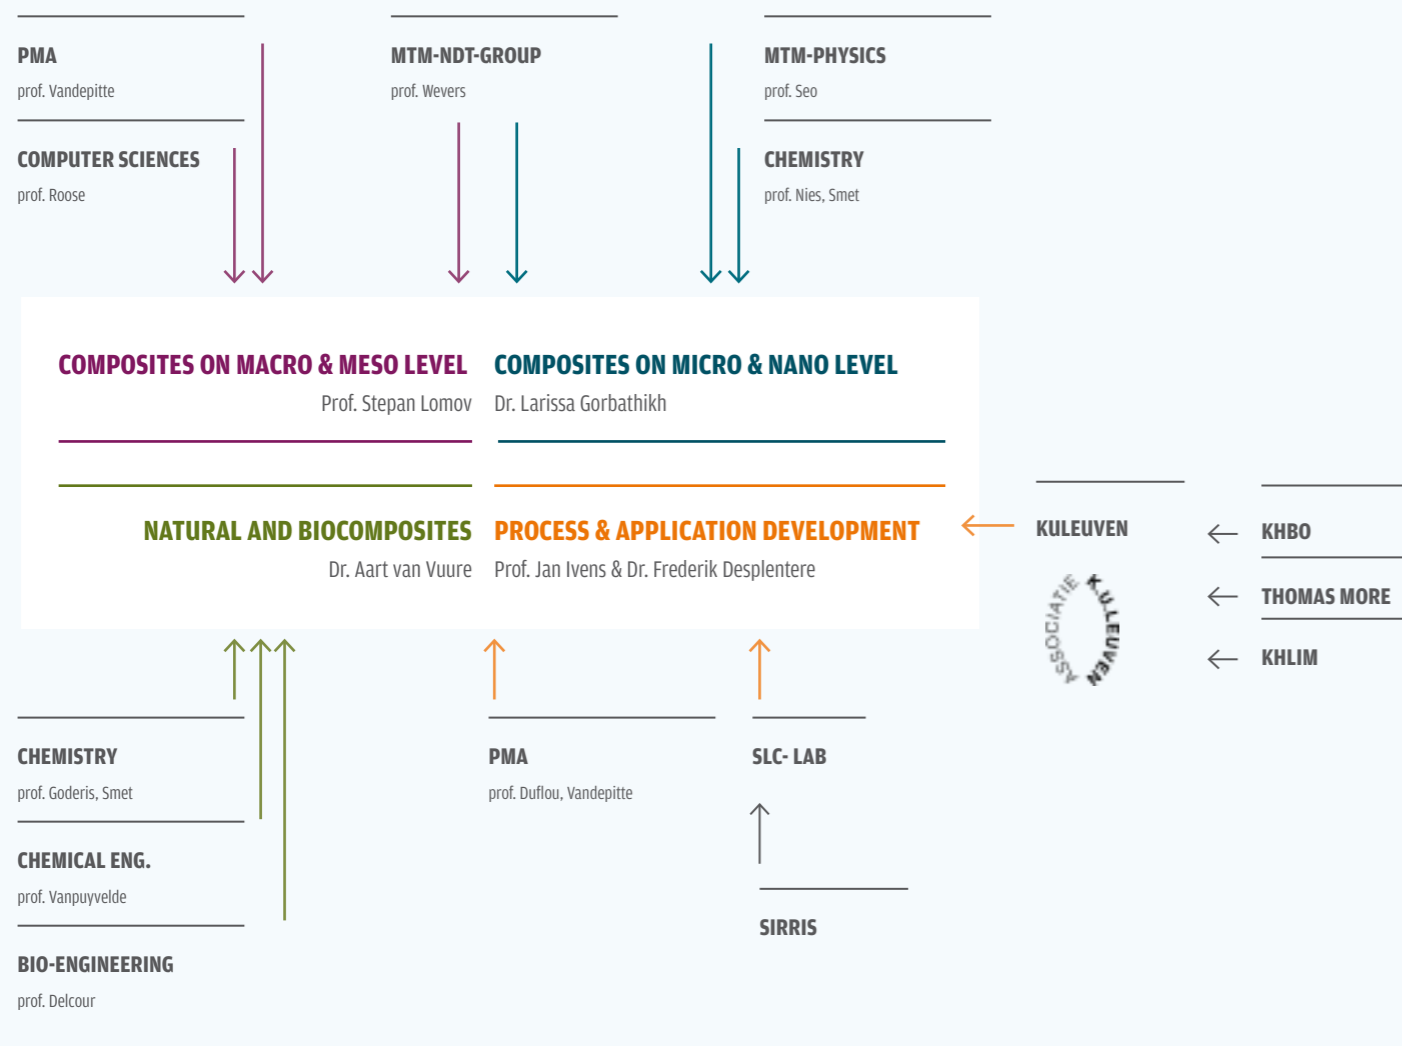 PMA
prof. Vandepitte
COMPUTER SCIENCES
prof. Roose
MTM-NDT-GROUP
prof. Wevers
MTM-PHYSICS
prof. Seo
CHEMISTRY
prof. Nies, Smet
COMPOSITES ON MACRO & MESO LEVEL
Prof. Stepan Lomov
COMPOSITES ON MICRO & NANO LEVEL
Dr. Larissa Gorbathikh
NATURAL AND BIOCOMPOSITES
Dr. Aart van Vuure
PROCESS & APPLICATION DEVELOPMENT
Prof. Jan Ivens & Dr. Frederik Desplentere
KULEUVEN
ASSOCIATIE
K.U.LEUVEN
KHBO
THOMAS MORE
KHLIM
CHEMISTRY
prof. Goderis, Smet
CHEMICAL ENG.
prof. Vanpuyvelde
BIO-ENGINEERING
prof. Delcour
PMA
prof. Duflou, Vandepitte
SLC- LAB
SIRRIS